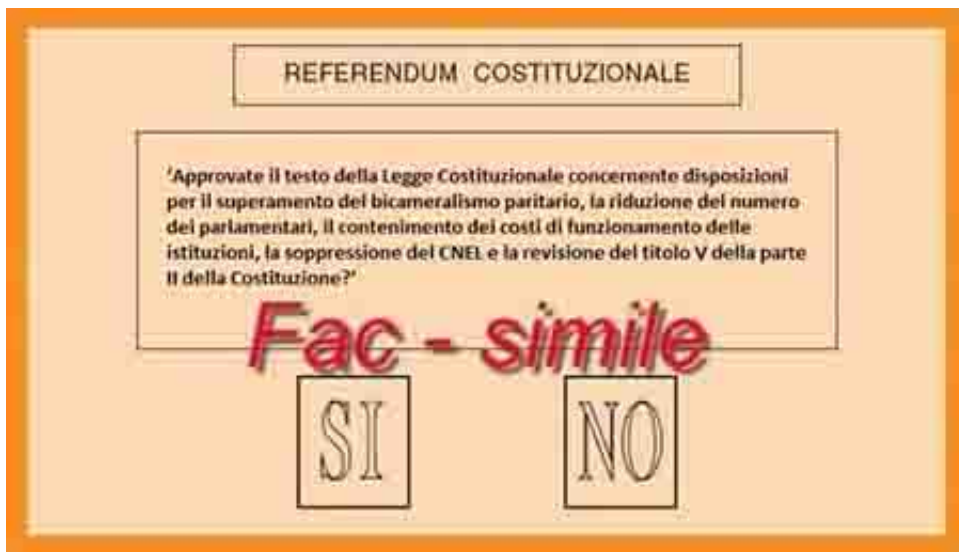 REFERENDUM COSTITUZIONALE
'Approvate il testo della Legge Costituzionale concernente disposizioni
per il superamento del bicameralismo paritario, la riduzione del numero
dei parlamentari, il contenimento dei costi di funzionamento delle
istituzioni, la soppressione del CNEL e la revisione del titolo V della parte
II della Costituzione?'
Fac - simile
SI NO